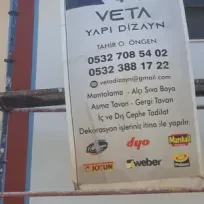 VETA
YAPI DİZAYN
TAHİR O. ÖNGEN
0532 708 54 02
0532 388 17 22
vetadizayn@gmail.com
Mantolama - Alçı Sıva Boya
Asma Tavan - Gergi Tavan
İç ve Dış Cephe Tadilat
Dekorasyon işleriniz itina ile yapılır.
dyo
Marshall
JOTUN
weber